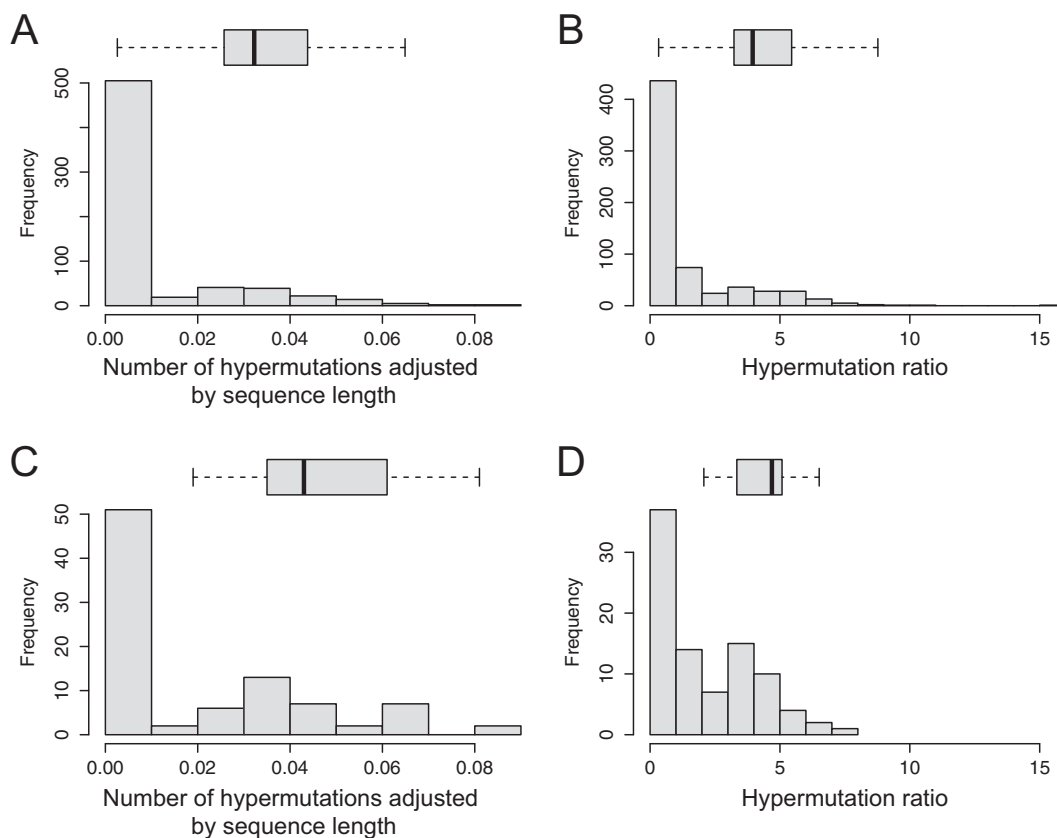 A
Frequency
0
100
300
500
0.00
0.02
0.04
0.06
0.08
Number of hypermutations adjusted
by sequence length
B
Frequency
0
100
200
300
400
0
5
10
15
Hypermutation ratio
C
Frequency
0
10
20
30
40
50
0.00
0.02
0.04
0.06
0.08
Number of hypermutations adjusted
by sequence length
D
Frequency
0
10
20
30
0
5
10
15
Hypermutation ratio